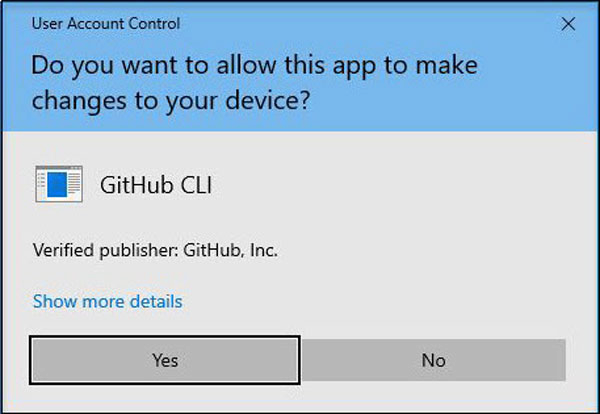 User Account Control
Do you want to allow this app to make
changes to your device?
GitHub CLI
Verified publisher: GitHub, Inc.
Show more details
Yes
No